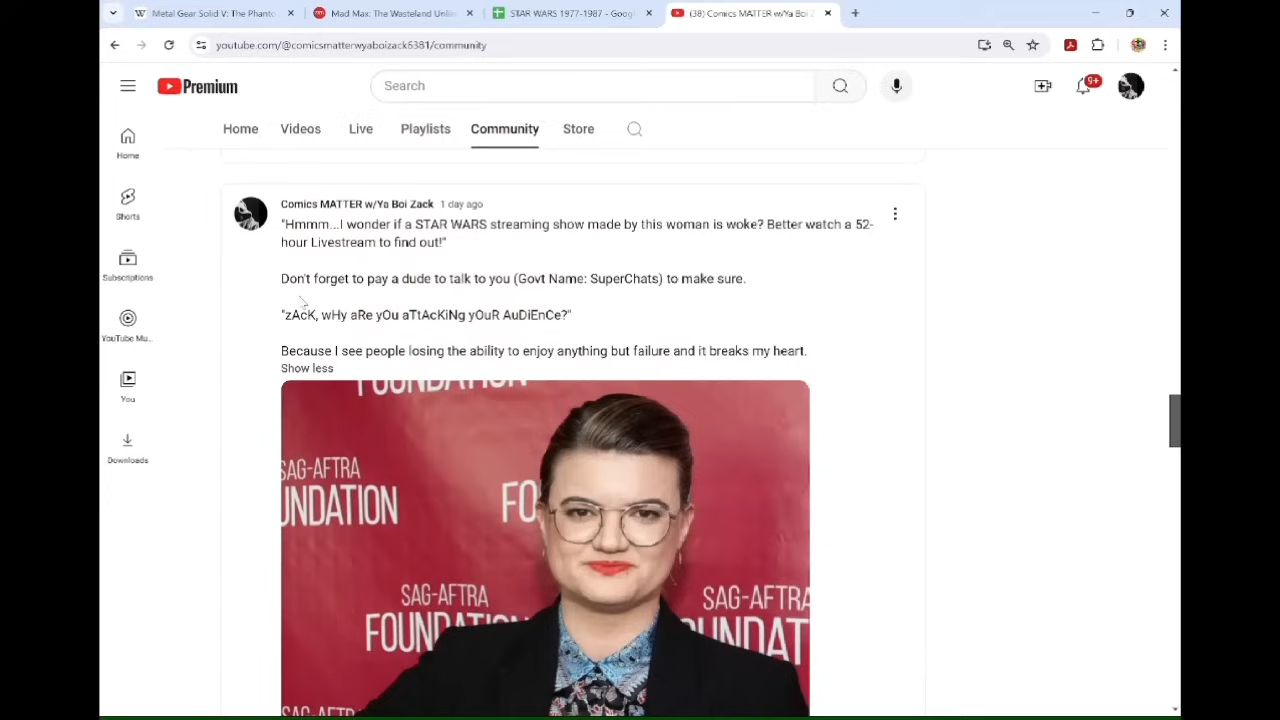 Metal Gear Solid V: The Phanto
Mad Max: The Wasteland Unli
STAR WARS 1977-1987 - Googl
(38) Comics MATTER w/Ya Boi Z
youtube.com/@comicsmatterwyaboizack6381/community
Premium
Search
9+
Home
Videos
Live
Playlists
Community
Store
Home
Shorts
Subscriptions
YouTube Mu...
You
Downloads
Comics MATTER w/Ya Boi Zack 1 day ago
"Hmmm...I wonder if a STAR WARS streaming show made by this woman is woke? Better watch a 52-
hour Livestream to find out!"
Don't forget to pay a dude to talk to you (Govt Name: SuperChats) to make sure.
"zAcK, wHy aRe yOu aTtAcKiNg yOuR AuDiEnCe?"
Because I see people losing the ability to enjoy anything but failure and it breaks my heart.
Show less
FOUNDATION
SAG-AFTRA
UNDATION
FO
SAG-AFTRA
FOUNDATI
SAG-AFTRA
UNDAT
SAG-AFTRA